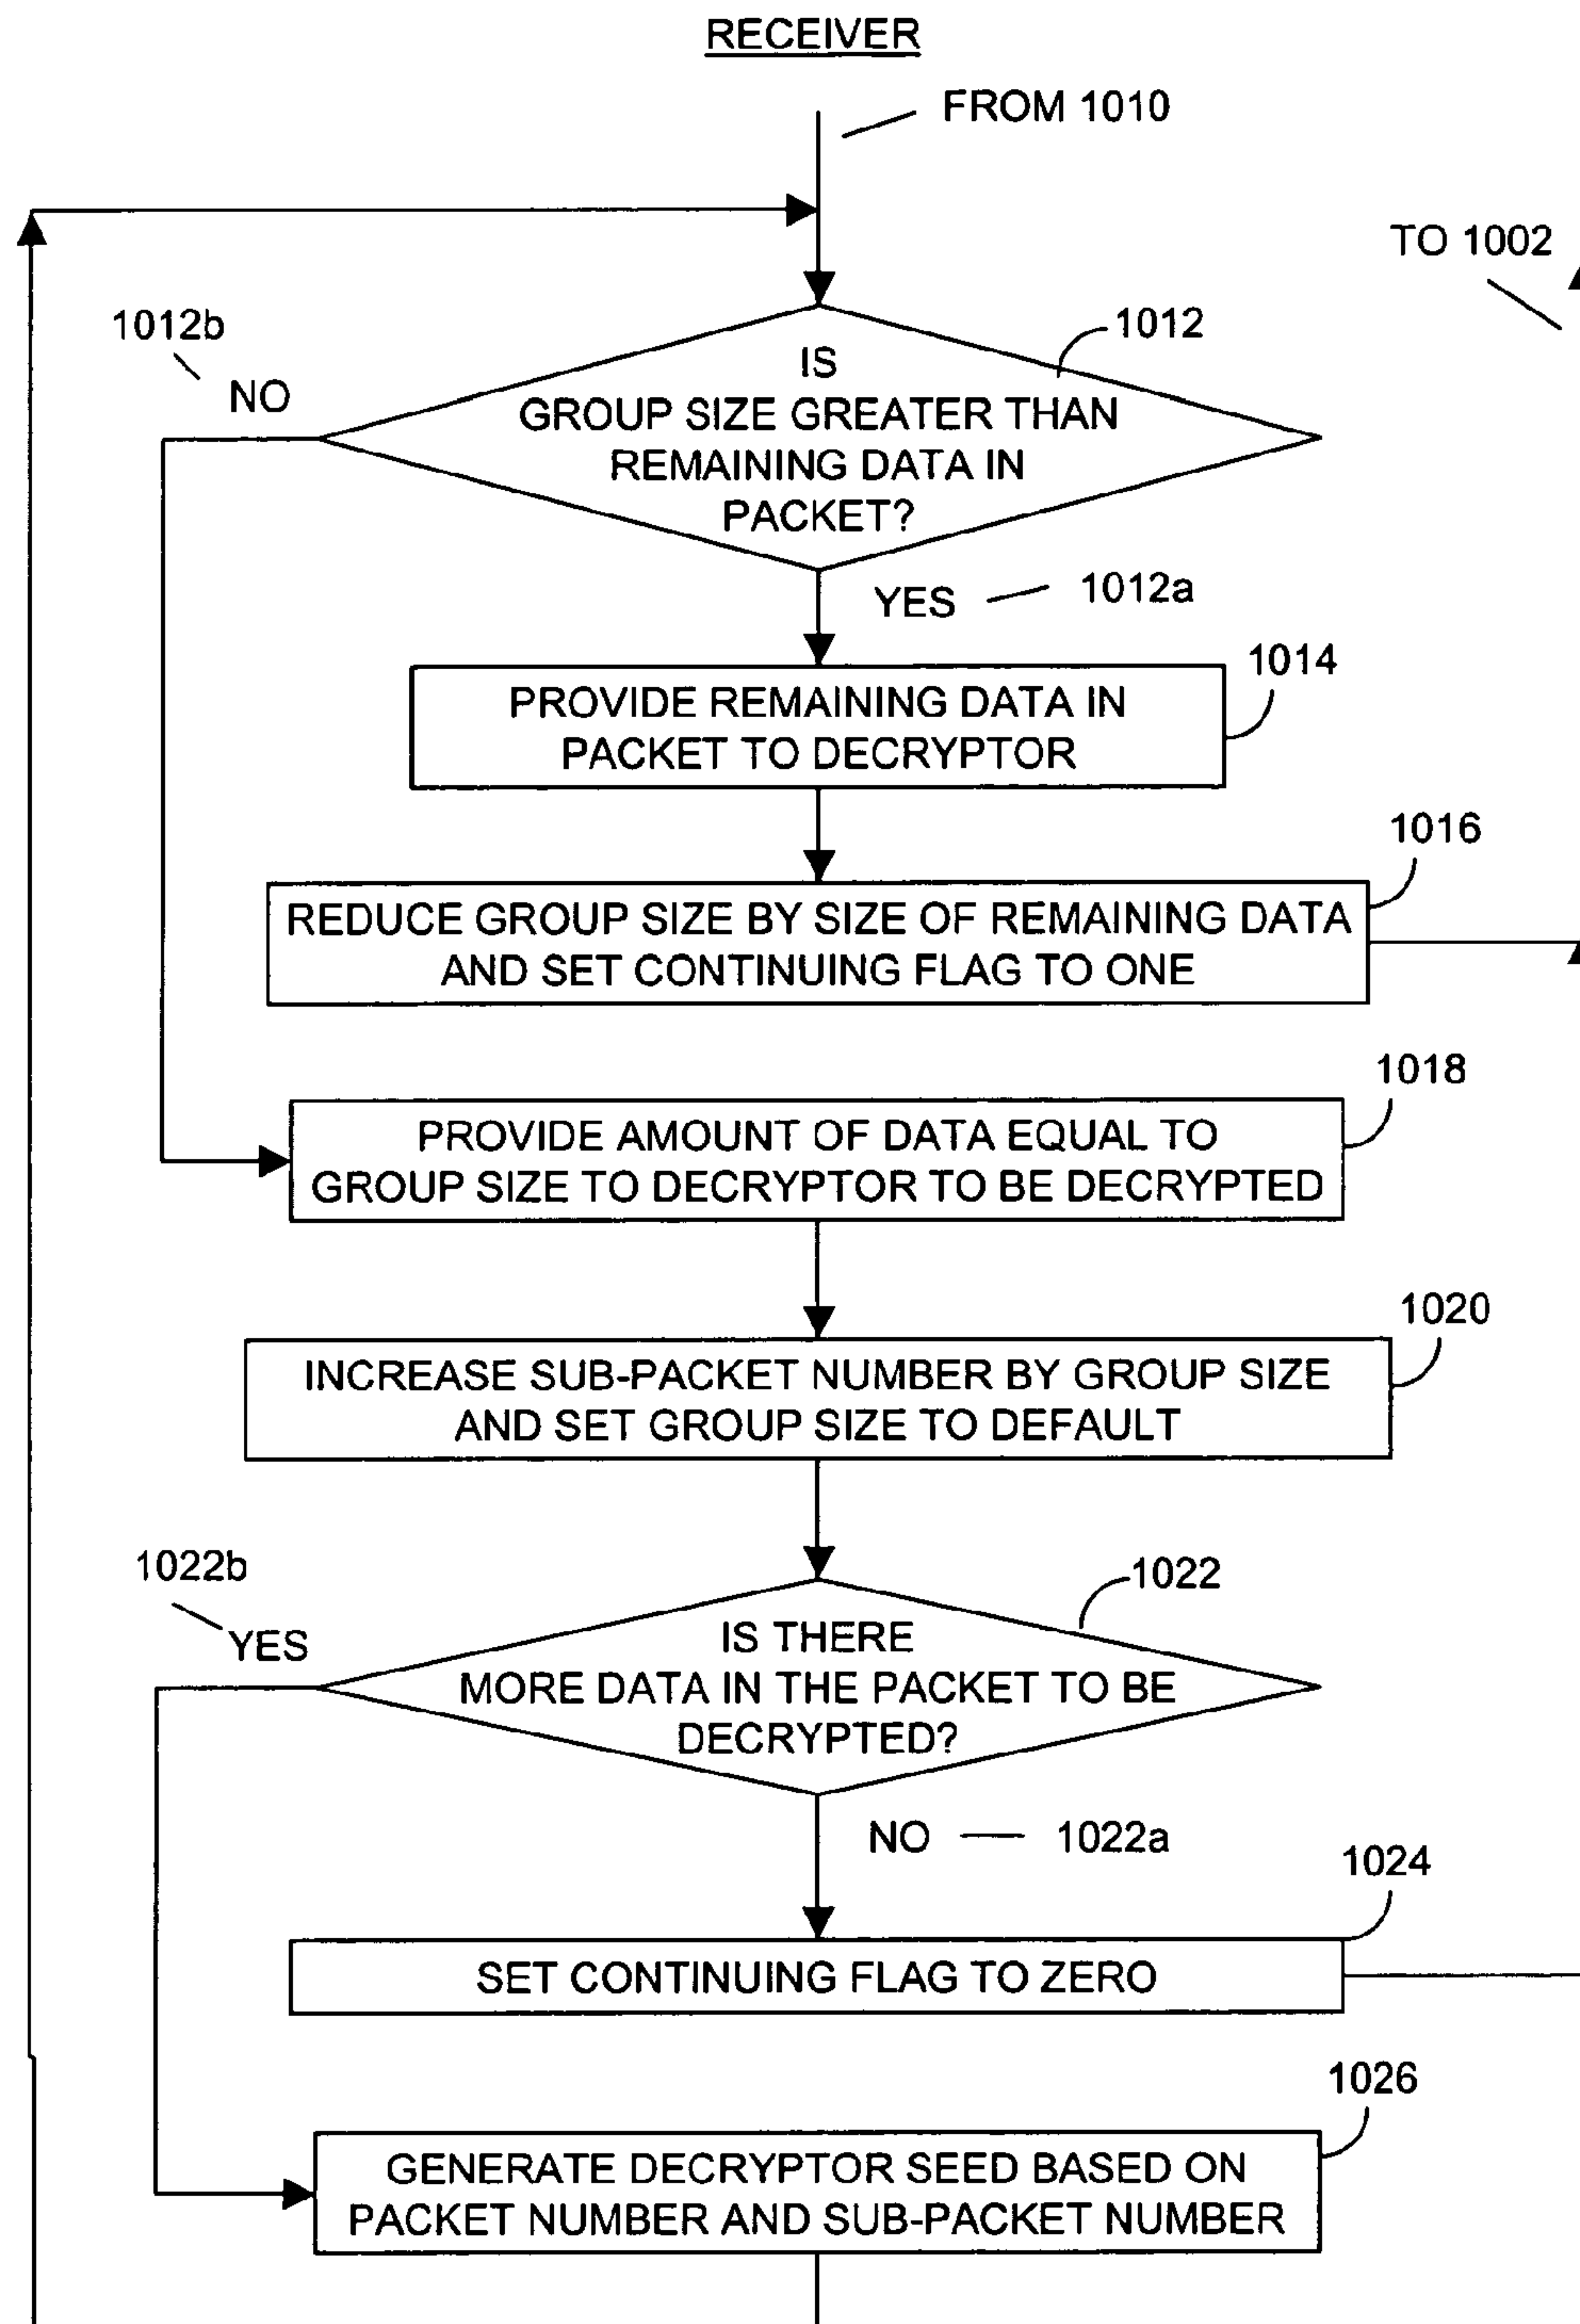 RECEIVER
FROM 1010
TO 1002
1012b
NO
1012
IS
GROUP SIZE GREATER THAN
REMAINING DATA IN
PACKET?
YES
1012a
1014
PROVIDE REMAINING DATA IN
PACKET TO DECRYPTOR
1016
REDUCE GROUP SIZE BY SIZE OF REMAINING DATA
AND SET CONTINUING FLAG TO ONE
1018
PROVIDE AMOUNT OF DATA EQUAL TO
GROUP SIZE TO DECRYPTOR TO BE DECRYPTED
1020
INCREASE SUB-PACKET NUMBER BY GROUP SIZE
AND SET GROUP SIZE TO DEFAULT
1022b
YES
1022
IS THERE
MORE DATA IN THE PACKET TO BE
DECRYPTED?
NO
1022a
1024
SET CONTINUING FLAG TO ZERO
1026
GENERATE DECRYPTOR SEED BASED ON
PACKET NUMBER AND SUB-PACKET NUMBER